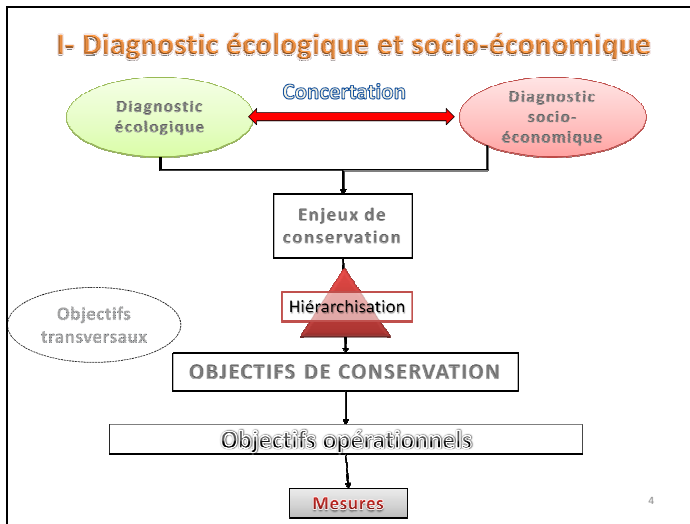 I- Diagnostic écologique et socio-économique
Concertation
Diagnostic
écologique
Diagnostic
socio-
économique
Enjeux de
conservation
Hiérarchisation
Objectifs
transversaux
OBJECTIFS DE CONSERVATION
Objectifs opérationnels
Mesures
4